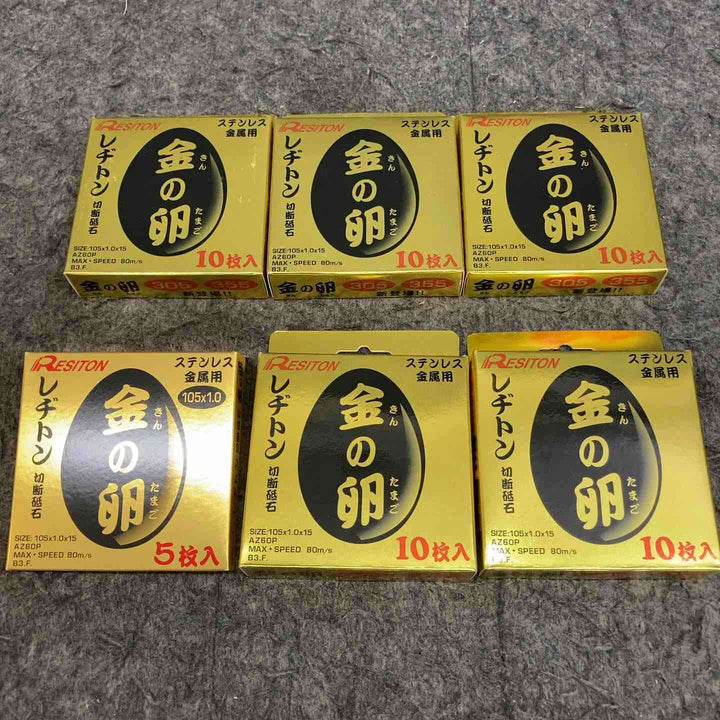 RESITON
ステンレス
金属用
レヂトン
切断砥石
金の卵
きん
たまご
SIZE:105x1.0x15
AZ60P
MAX・SPEED 80m/s
B3.F.
10枚入
金の卵
305
355
新登場!!
RESITON
ステンレス
金属用
レヂトン
切断砥石
金の卵
きん
たまご
SIZE:105x1.0x15
AZ60P
MAX・SPEED 80m/s
B3.F.
10枚入
金の卵
305
355
新登場!!
RESITON
ステンレス
金属用
レヂトン
切断砥石
金の卵
きん
たまご
SIZE:105x1.0x15
AZ60P
MAX・SPEED 80m/s
B3.F.
10枚入
金の卵
305
355
新登場!!
RESITON
ステンレス
金属用
105x1.0
レヂトン
切断砥石
金の卵
きん
たまご
SIZE:105x1.0x15
AZ60P
MAX・SPEED 80m/s
B3.F.
5枚入
RESITON
ステンレス
金属用
レヂトン
切断砥石
金の卵
きん
たまご
SIZE:105x1.0x15
AZ60P
MAX・SPEED 80m/s
B3.F.
10枚入
RESITON
ステンレス
金属用
レヂトン
切断砥石
金の卵
きん
たまご
SIZE:105x1.0x15
AZ60P
MAX・SPEED 80m/s
B3.F.
10枚入